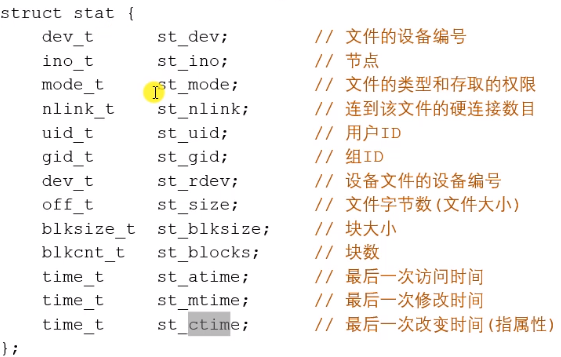 struct stat {
dev_t st_dev; // 文件的设备编号
ino_t st_ino; // 节点
mode_t st_mode; // 文件的类型和存取的权限
nlink_t st_nlink; // 连到该文件的硬连接数目
uid_t st_uid; // 用户ID
gid_t st_gid; // 组ID
dev_t st_rdev; // 设备文件的设备编号
off_t st_size; // 文件字节数(文件大小)
blksize_t st_blksize; // 块大小
blkcnt_t st_blocks; // 块数
time_t st_atime; // 最后一次访问时间
time_t st_mtime; // 最后一次修改时间
time_t st_ctime; // 最后一次改变时间(指属性)
};